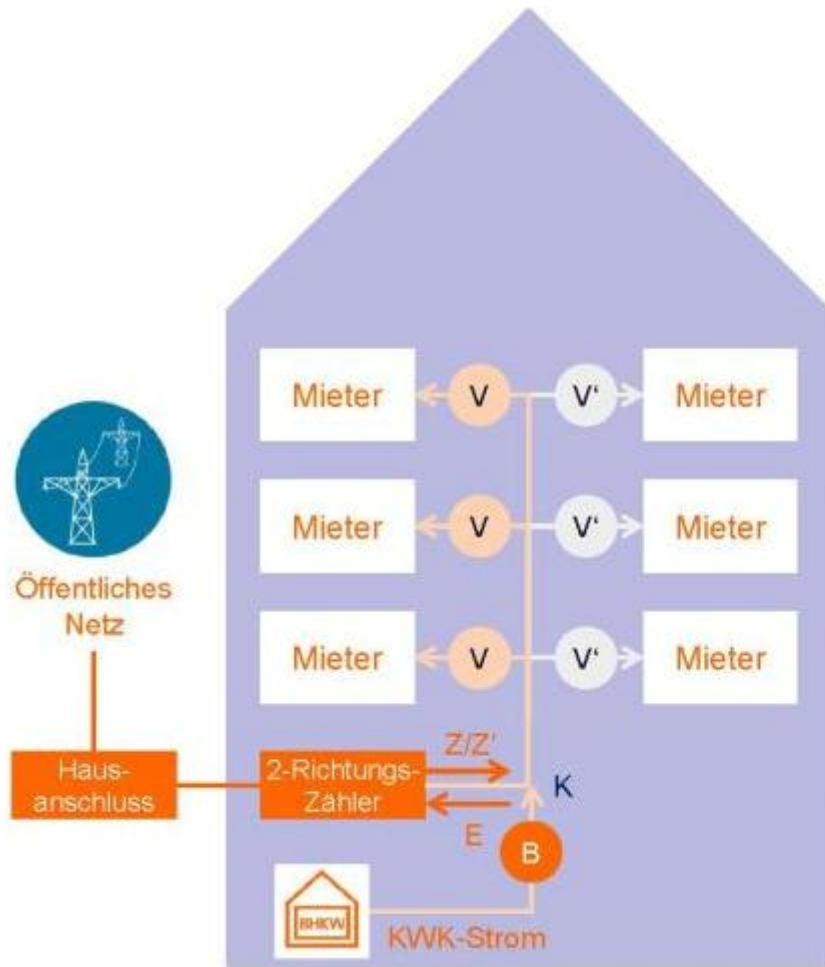 Mieter
V
V'
Mieter
Mieter
V
V'
Mieter
Öffentliches
Netz
Mieter
V
V'
Mieter
Z/Z'
Haus-
anschluss
2-Richtungs-
Zähler
K
E
B
BHKW
KWK-Strom